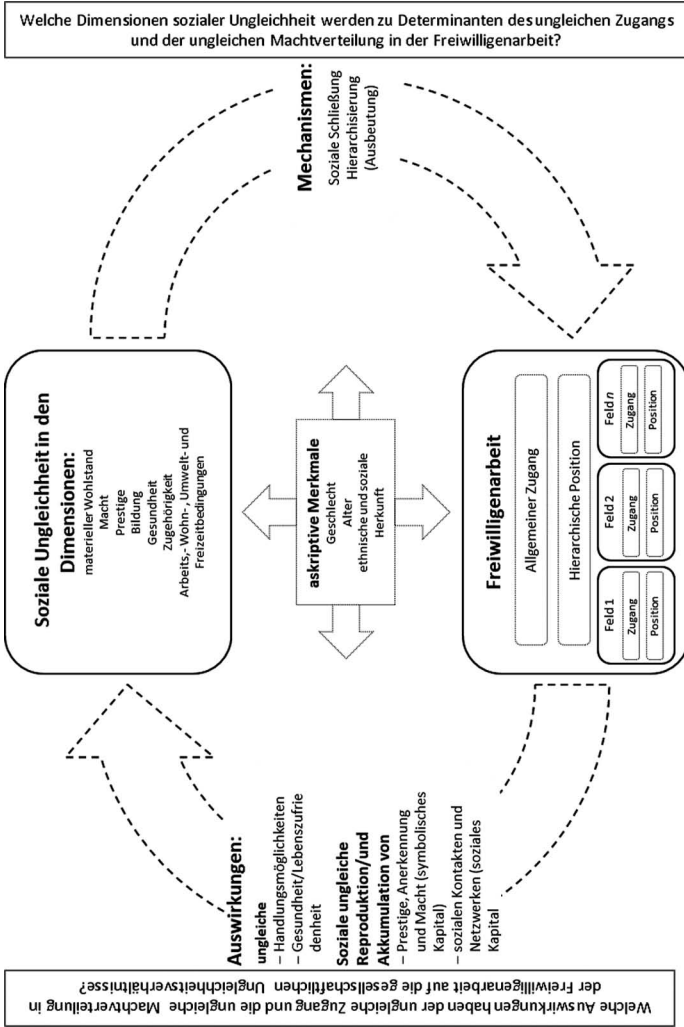 Welche Dimensionen sozialer Ungleichheit werden zu Determinanten des ungleichen Zugangs
und der ungleichen Machtverteilung in der Freiwilligenarbeit?
Mechanismen:
Soziale Schließung
Hierarchisierung
(Ausbeutung)
Soziale Ungleichheit in den
Dimensionen:
materieller Wohlstand
Macht
Prestige
Bildung
Gesundheit
Zugehörigkeit
Arbeits,- Wohn- , Umwelt- und
Freizeitbedingungen
askriptive Merkmale
Geschlecht
Alter
ethnische und soziale
Herkunft
Freiwilligenarbeit
Allgemeiner Zugang
Hierarchische Position
Feld 1
Zugang
Position
Feld 2
Zugang
Position
Feld n
Zugang
Position
Auswirkungen:
ungleiche
– Handlungsmöglichkeiten
– Gesundheit/Lebenszufrie
denheit
Soziale ungleiche
Reproduktion/und
Akkumulation von
– Prestige, Anerkennung
und Macht (symbolisches
Kapital)
– sozialen Kontakten und
Netzwerken (soziales
Kapital
Welche Auswirkungen haben der ungleiche Zugang und die ungleiche Machtverteilung in
der Freiwilligenarbeit auf die gesellschaftlichen Ungleichheitsverhältnisse?